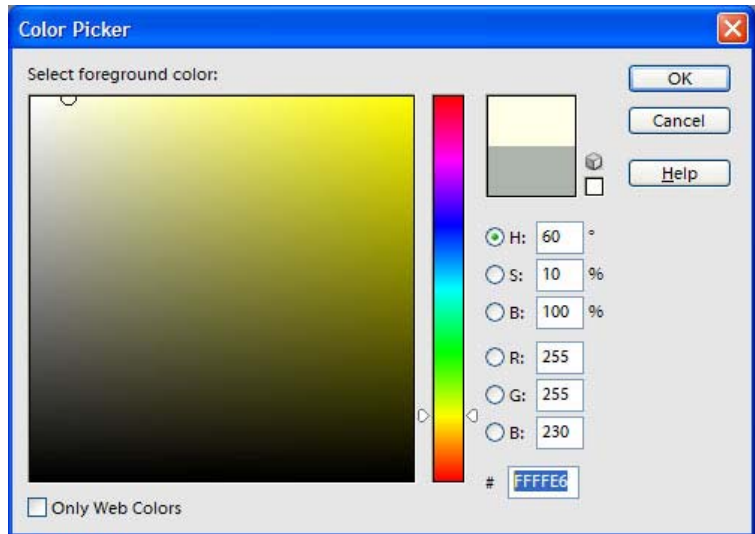 Color Picker
Select foreground color:
OK
Cancel
Help
H: 60 °
S: 10 %
B: 100 %
R: 255
G: 255
B: 230
# FFFFE6
Only Web Colors